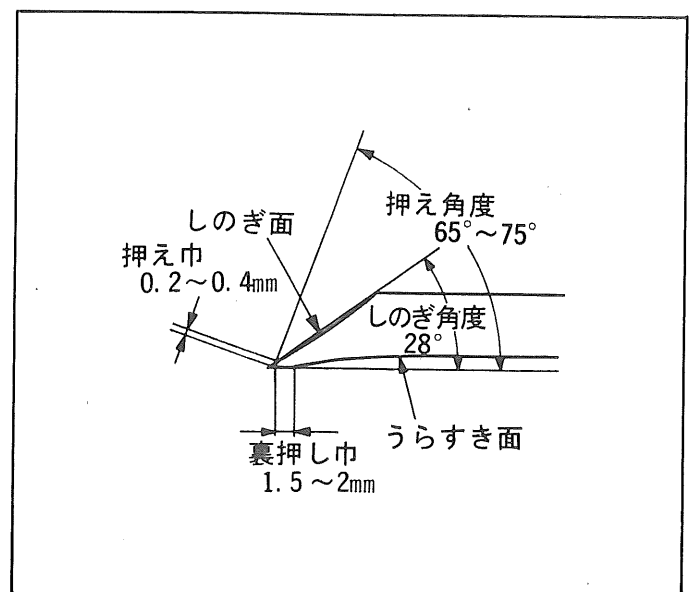 押え角度
65°～75°
しのぎ面
押え巾
0.2～0.4mm
しのぎ角度
28°
うらすき面
裏押し巾
1.5～2mm